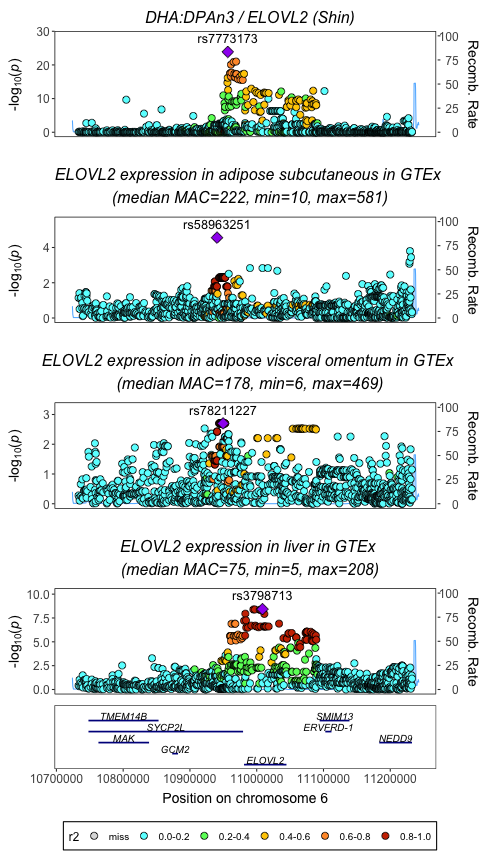 DHA:DPAn3 / ELOVL2 (Shin)
rs7773173
30
20
10
0
-log10(p)
100
75
50
25
0
Recomb. Rate
ELOVL2 expression in adipose subcutaneous in GTEx
(median MAC=222, min=10, max=581)
rs58963251
4
2
0
-log10(p)
100
75
50
25
0
Recomb. Rate
ELOVL2 expression in adipose visceral omentum in GTEx
(median MAC=178, min=6, max=469)
rs78211227
3
2
1
0
-log10(p)
100
75
50
25
0
Recomb. Rate
ELOVL2 expression in liver in GTEx
(median MAC=75, min=5, max=208)
rs3798713
10.0
7.5
5.0
2.5
0.0
-log10(p)
100
75
50
25
0
Recomb. Rate
TMEM14B SMIM13
SYCP2L ERVFRD-1
MAK NEDD9
GCM2
ELOVL2
10700000 10800000 10900000 11000000 11100000 11200000
Position on chromosome 6
r2 miss 0.0-0.2 0.2-0.4 0.4-0.6 0.6-0.8 0.8-1.0